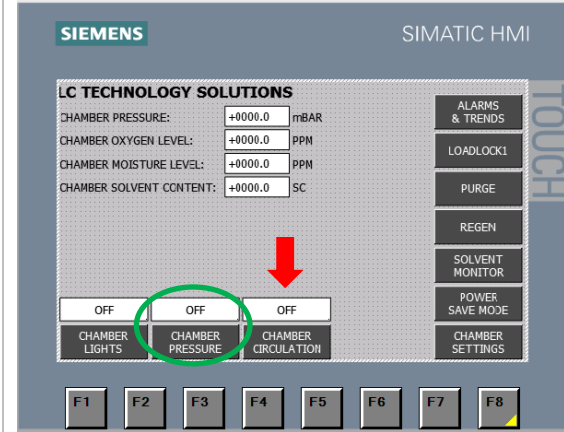 SIEMENS
SIMATIC HMI
LC TECHNOLOGY SOLUTIONS
CHAMBER PRESSURE: +0000.0 mBAR
CHAMBER OXYGEN LEVEL: +0000.0 PPM
CHAMBER MOISTURE LEVEL: +0000.0 PPM
CHAMBER SOLVENT CONTENT: +0000.0 SC
ALARMS
& TRENDS
LOADLOCK1
PURGE
REGEN
SOLVENT
MONITOR
POWER
SAVE MODE
CHAMBER
SETTINGS
OFF OFF OFF
CHAMBER
LIGHTS
CHAMBER
PRESSURE
CHAMBER
CIRCULATION
TOUCH
F1 F2 F3 F4 F5 F6 F7 F8